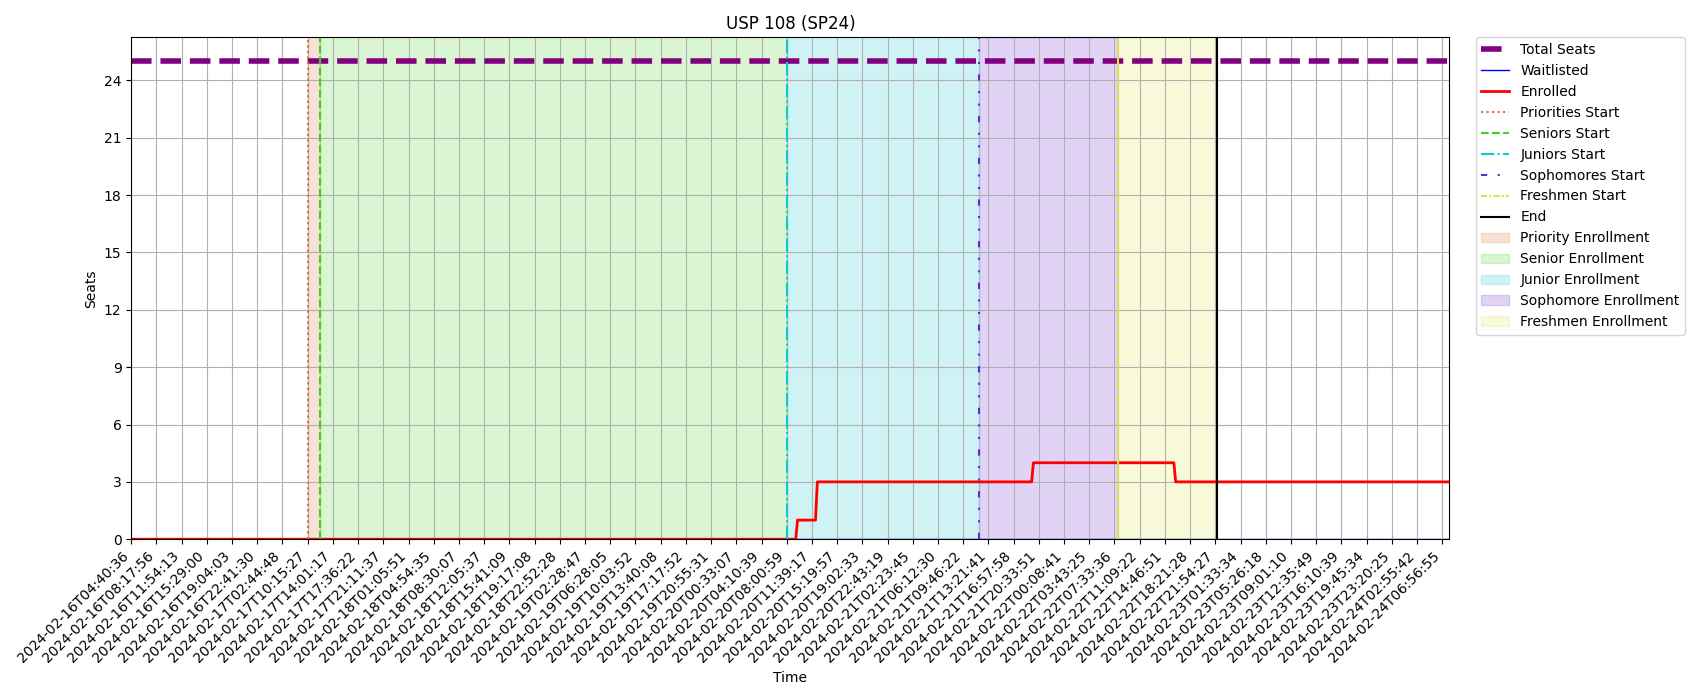 USP 108 (SP24)
Total Seats
Waitlisted
Enrolled
Priorities Start
Seniors Start
Juniors Start
Sophomores Start
Freshmen Start
End
Priority Enrollment
Senior Enrollment
Junior Enrollment
Sophomore Enrollment
Freshmen Enrollment
Seats
24
21
18
15
12
9
6
3
0
2024-02-16T04:40:36
2024-02-16T08:17:56
2024-02-16T11:54:13
2024-02-16T15:29:00
2024-02-16T19:04:03
2024-02-16T22:41:30
2024-02-17T02:44:48
2024-02-17T10:15:27
2024-02-17T14:01:17
2024-02-17T17:36:22
2024-02-17T21:11:37
2024-02-18T01:05:51
2024-02-18T04:54:35
2024-02-18T08:30:07
2024-02-18T12:05:37
2024-02-18T15:41:09
2024-02-18T19:17:08
2024-02-18T22:52:28
2024-02-19T02:28:47
2024-02-19T06:28:05
2024-02-19T10:03:52
2024-02-19T13:40:08
2024-02-19T17:17:52
2024-02-19T20:55:31
2024-02-20T00:33:07
2024-02-20T04:10:39
2024-02-20T08:00:59
2024-02-20T11:39:17
2024-02-20T15:19:57
2024-02-20T19:02:33
2024-02-20T22:43:19
2024-02-21T02:23:45
2024-02-21T06:12:30
2024-02-21T09:46:22
2024-02-21T13:21:41
2024-02-21T16:57:58
2024-02-21T20:33:51
2024-02-22T00:08:41
2024-02-22T03:43:25
2024-02-22T07:33:36
2024-02-22T11:09:22
2024-02-22T14:46:51
2024-02-22T18:21:28
2024-02-22T21:54:27
2024-02-23T01:33:34
2024-02-23T05:26:18
2024-02-23T09:01:10
2024-02-23T12:35:49
2024-02-23T16:10:39
2024-02-23T19:45:34
2024-02-23T23:20:25
2024-02-24T02:55:42
2024-02-24T06:56:55
Time